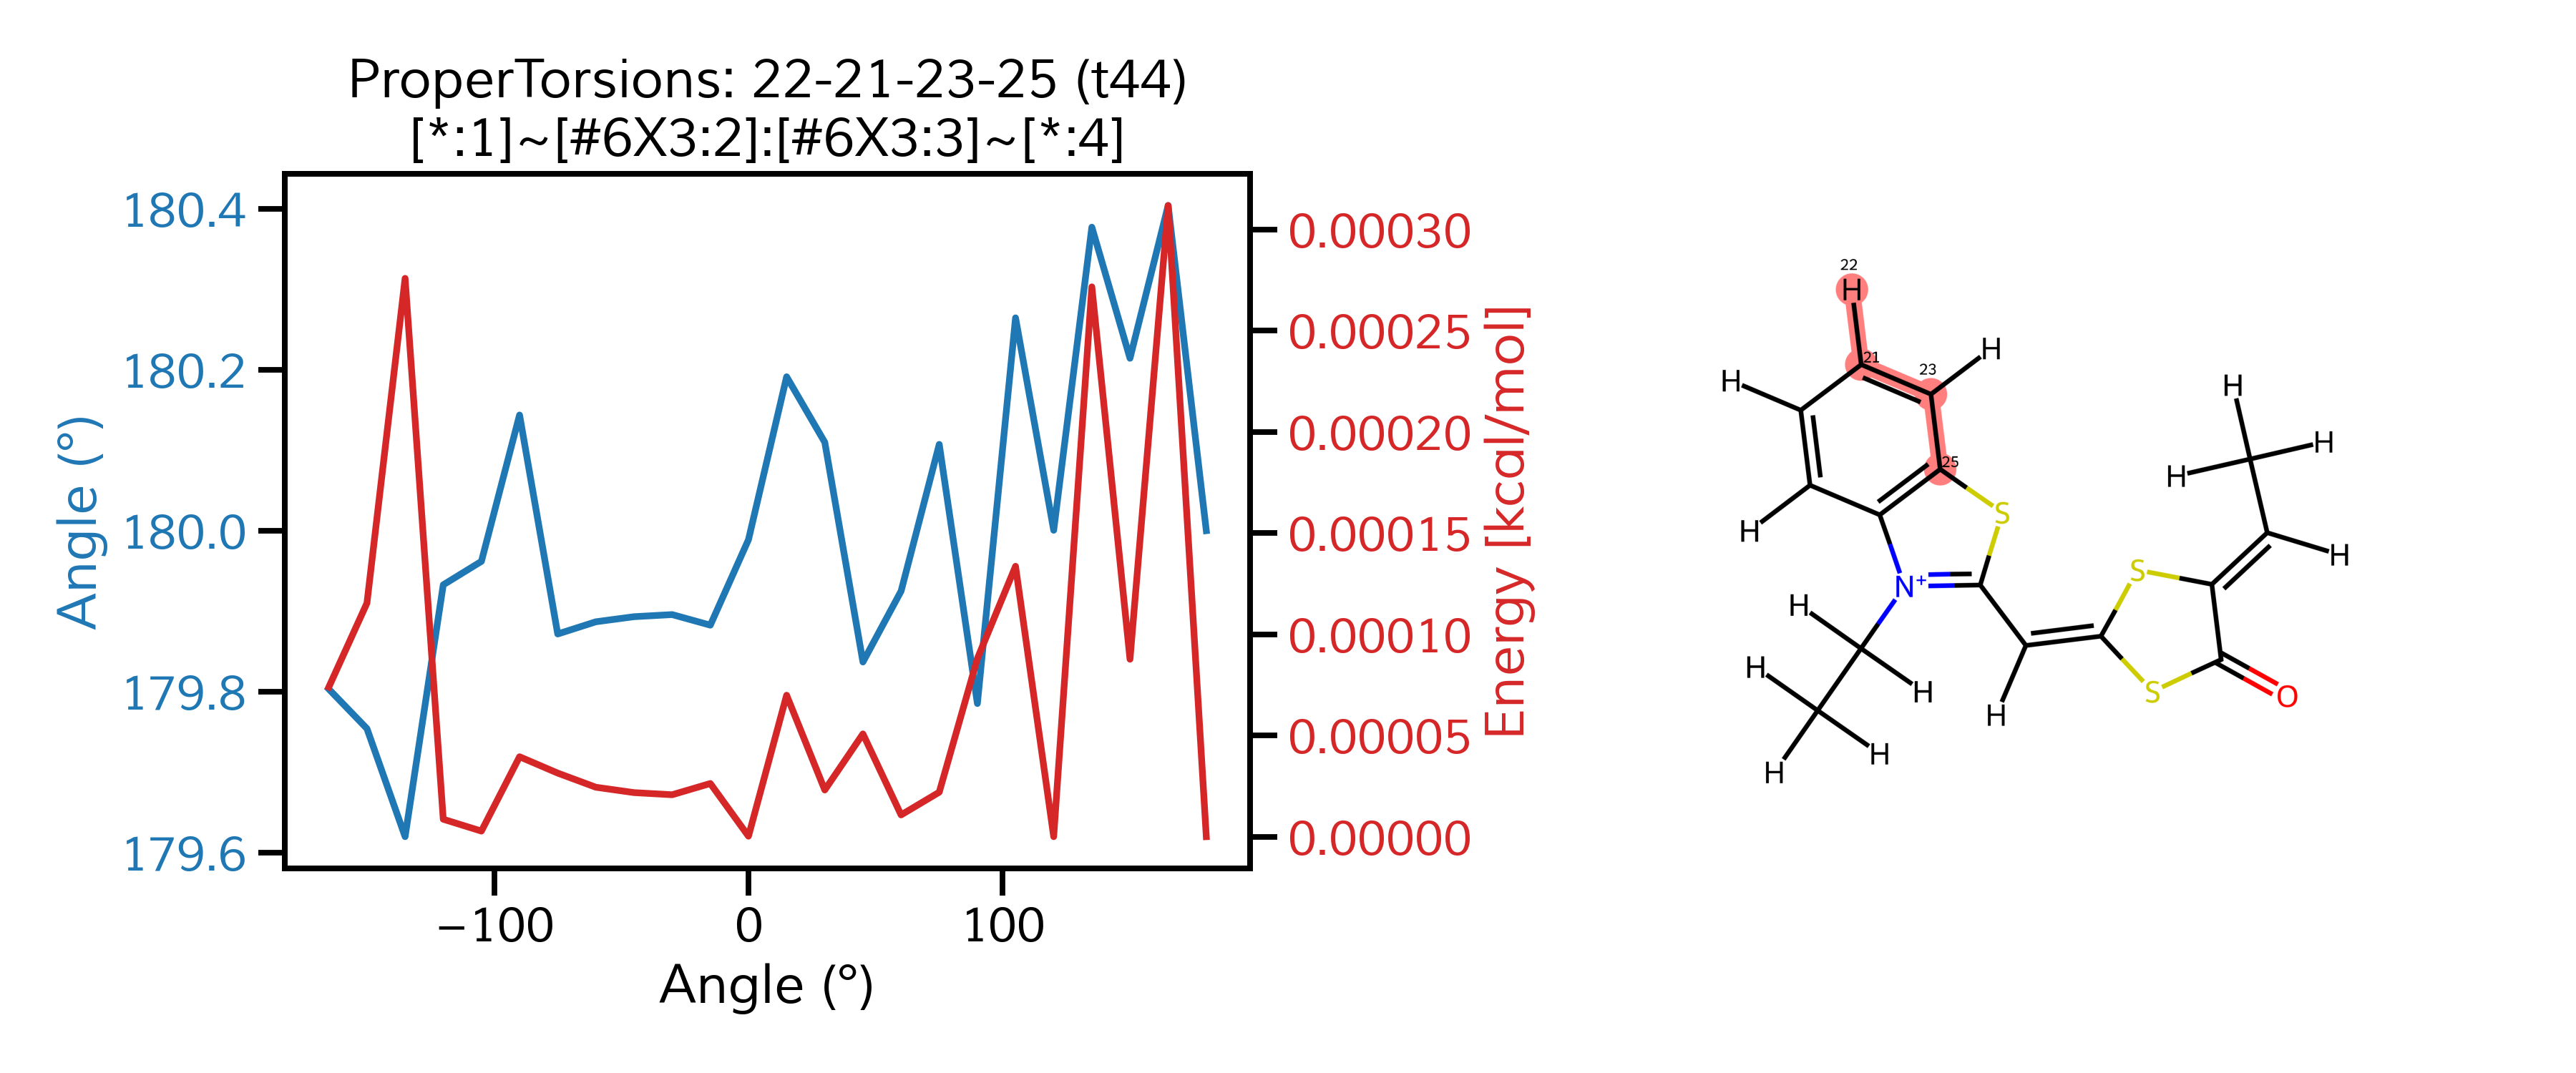 ProperTorsions: 22-21-23-25 (t44)
[*:1]~[#6X3:2]:[#6X3:3]~[*:4]
180.4
180.2
180.0
179.8
179.6
Angle (°)
0.00030
0.00025
0.00020
0.00015
0.00010
0.00005
0.00000
Energy [kcal/mol]
−100
0
100
Angle (°)
22
H
21
23
H
H
25
H
S
N+
H
H
H
H
H
H
S
S
O
H
H
H
H